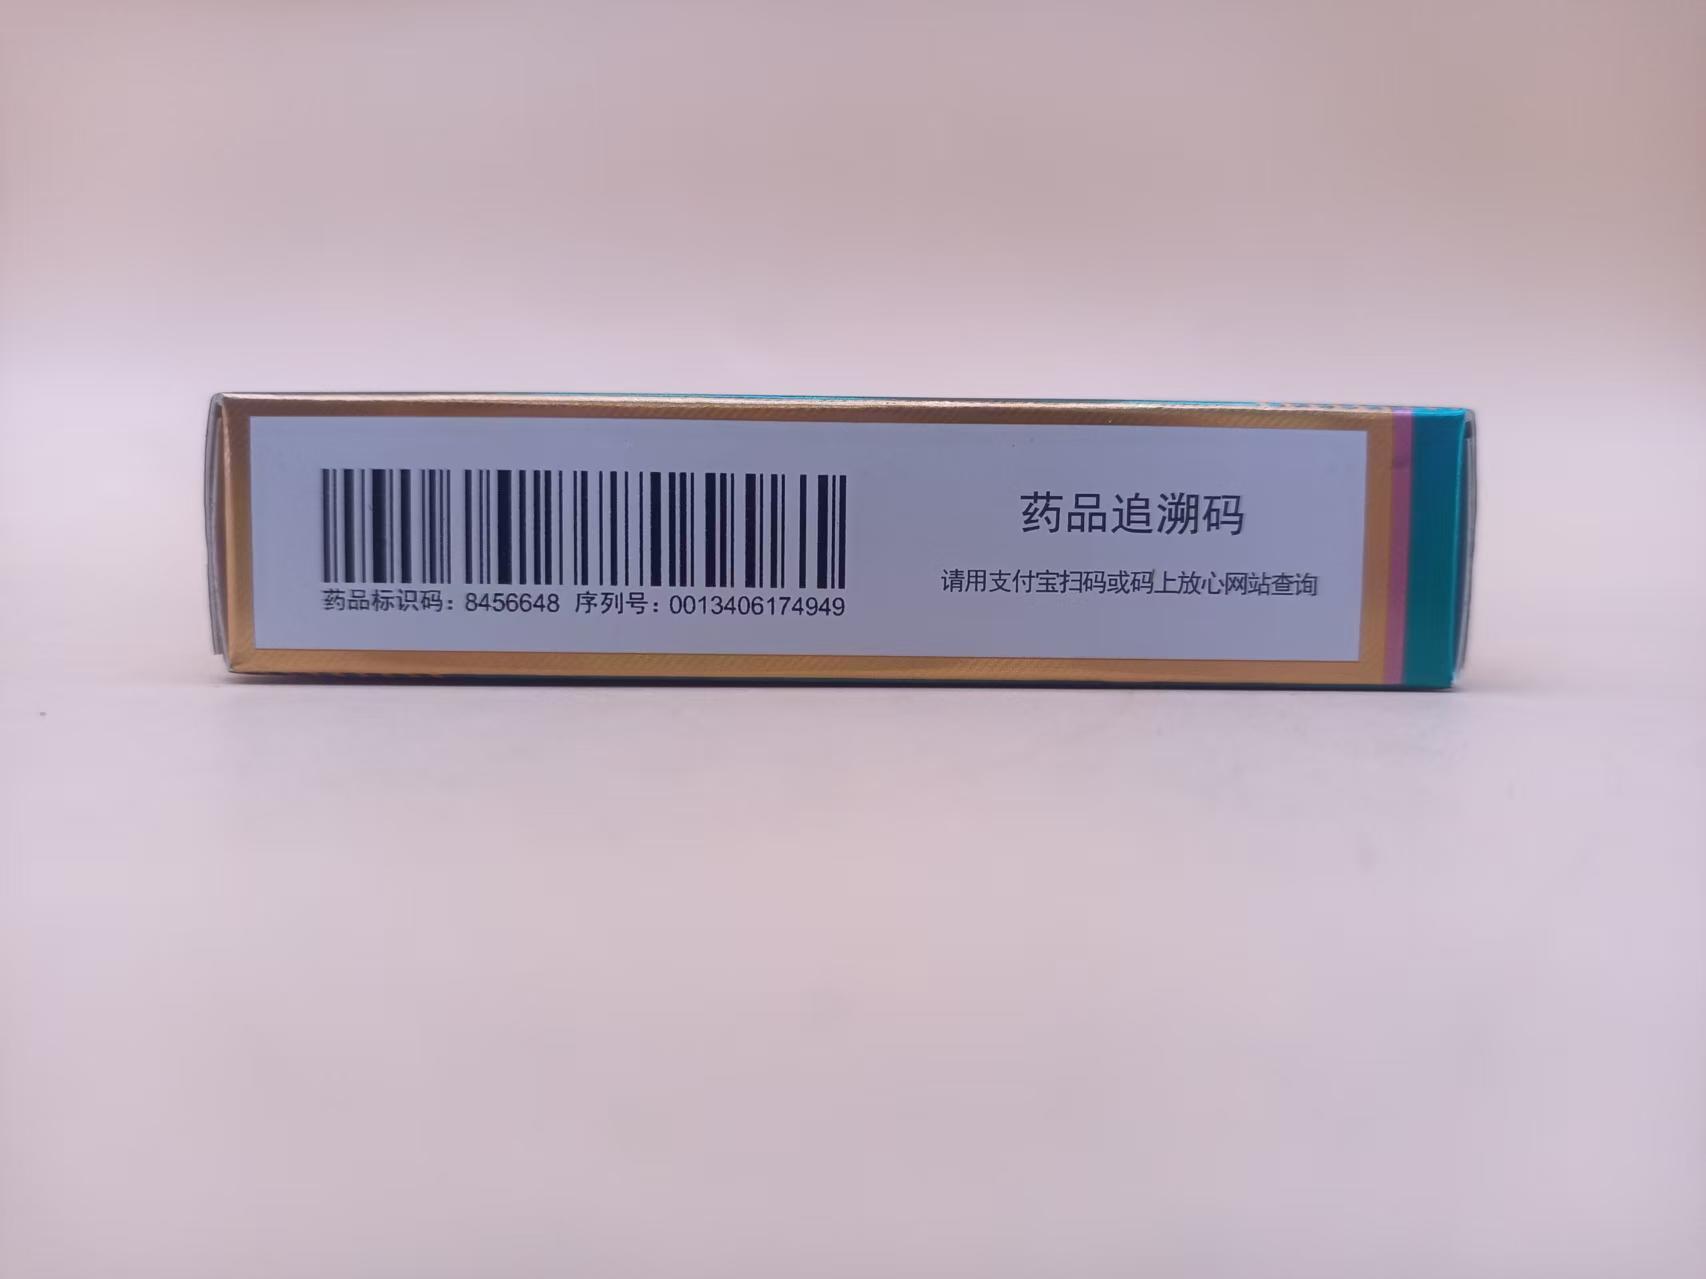 药品标识码：8456648 序列号：0013406174949
药品追溯码
请用支付宝扫码或码上放心网站查询